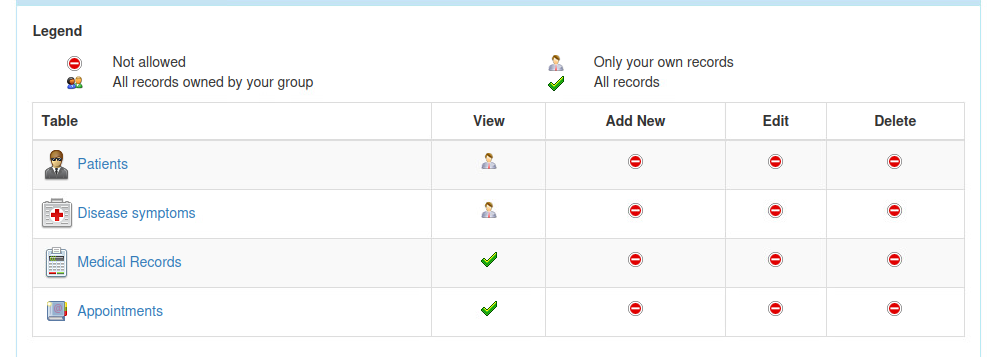 Legend
Not allowed
Only your own records
All records owned by your group
All records
Table View Add New Edit Delete
Patients
Disease symptoms
Medical Records
Appointments